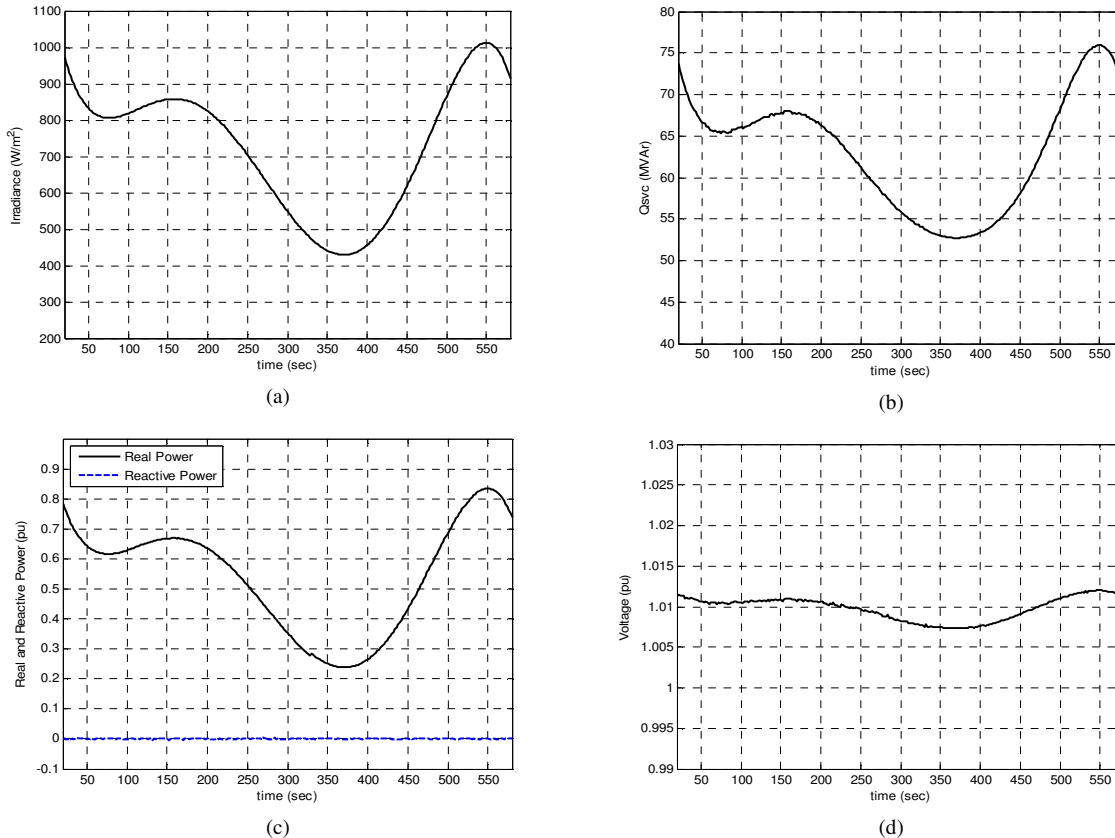 1100
1000
900
800
700
600
500
400
300
200
Irradiance (W/m2)
50 100 150 200 250 300 350 400 450 500 550
time (sec)
(a)
80
75
70
65
60
55
50
45
40
Qsvc (MVAr)
50 100 150 200 250 300 350 400 450 500 550
time (sec)
(b)
Real Power
Reactive Power
0.9
0.8
0.7
0.6
0.5
0.4
0.3
0.2
0.1
0
-0.1
Real and Reactive Power (pu)
50 100 150 200 250 300 350 400 450 500 550
time (sec)
(c)
1.03
1.025
1.02
1.015
1.01
1.005
1
0.995
0.99
Voltage (pu)
50 100 150 200 250 300 350 400 450 500 550
time (sec)
(d)